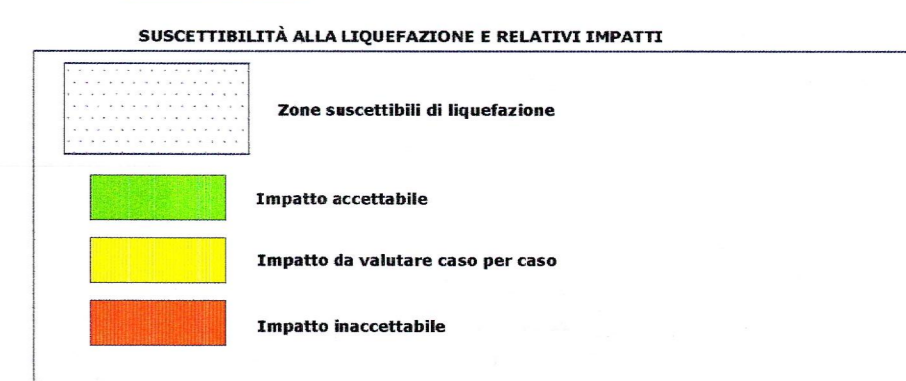 SUSCETTIBILITÀ ALLA LIQUEFAZIONE E RELATIVI IMPATTI
Zone suscettibili di liquefazione
Impatto accettabile
Impatto da valutare caso per caso
Impatto inaccettabile